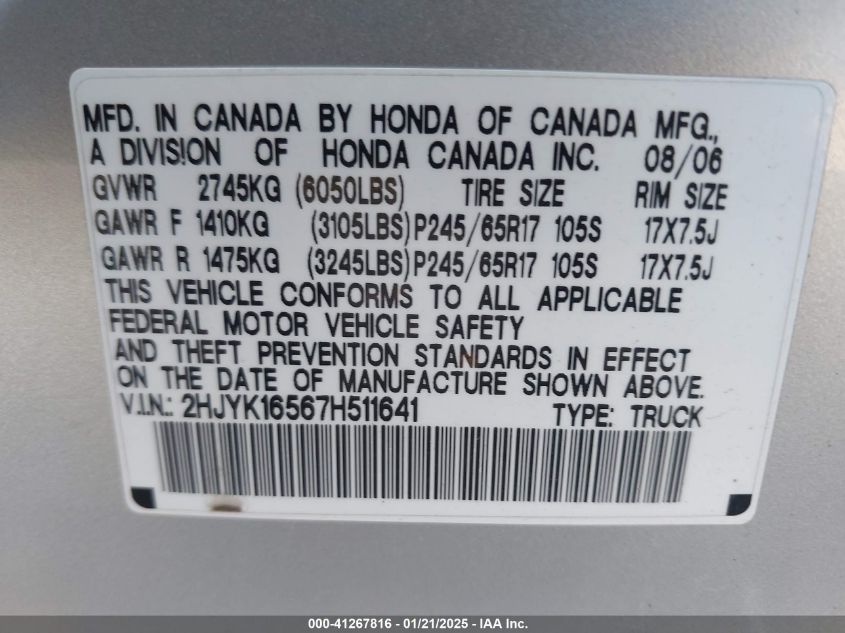 MFD. IN CANADA BY HONDA OF CANADA MFG.,
A DIVISION OF HONDA CANADA INC. 08/06
GVWR 2745KG (6050LBS) TIRE SIZE RIM SIZE
GAWR F 1410KG (3105LBS) P245/65R17 105S 17X7.5J
GAWR R 1475KG (3245LBS) P245/65R17 105S 17X7.5J
THIS VEHICLE CONFORMS TO ALL APPLICABLE
FEDERAL MOTOR VEHICLE SAFETY
AND THEFT PREVENTION STANDARDS IN EFFECT
ON THE DATE OF MANUFACTURE SHOWN ABOVE.
V.I.N.: 2HJYK16567H511641 TYPE: TRUCK
000-41267816 - 01/21/2025 - IAA Inc.